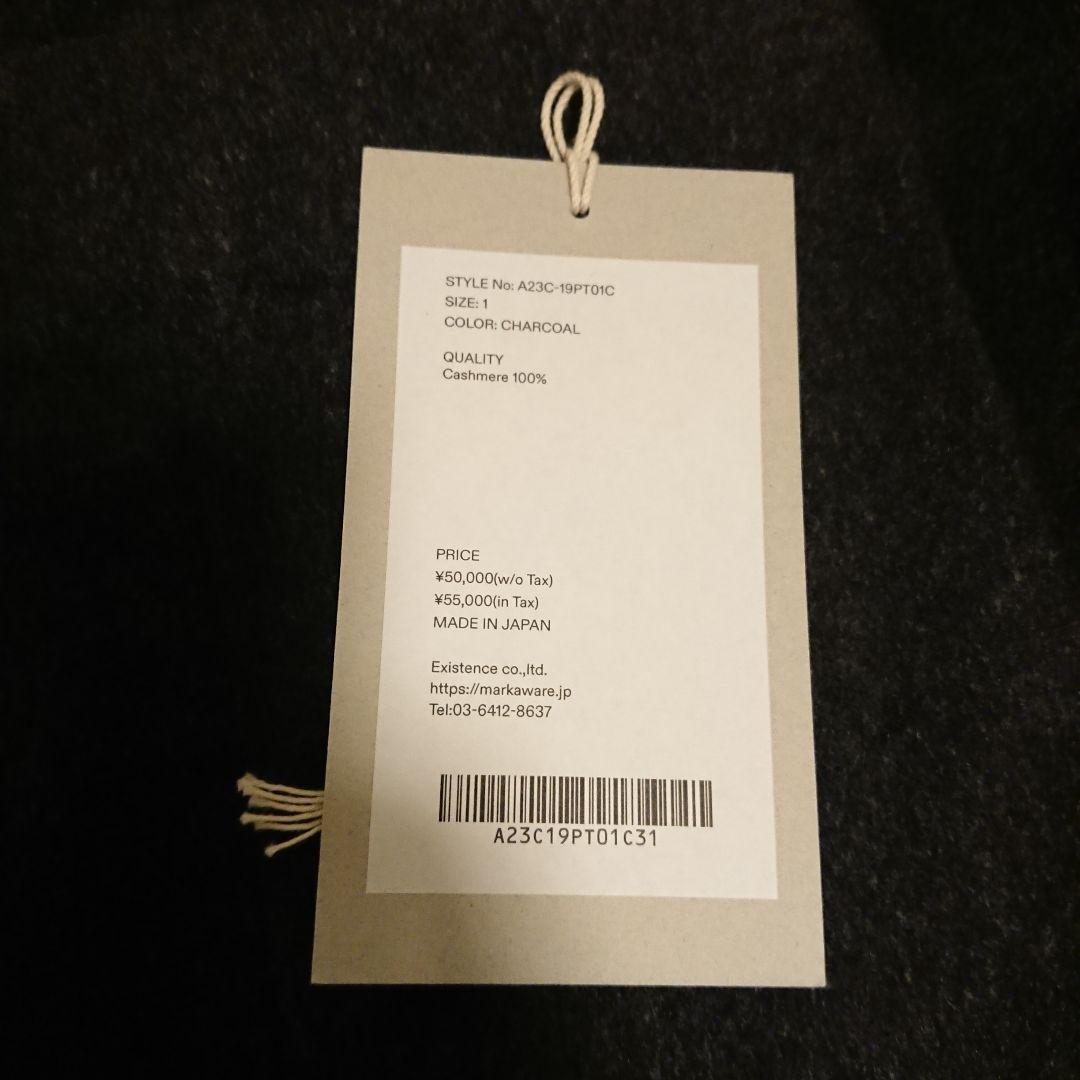 STYLE No: A23C-19PT01C
SIZE: 1
COLOR: CHARCOAL
QUALITY
Cashmere 100%
PRICE
¥50,000(w/o Tax)
¥55,000(in Tax)
MADE IN JAPAN
Existence co.,ltd.
https://markaware.jp
Tel:03-6412-8637
A23C19PT01C31